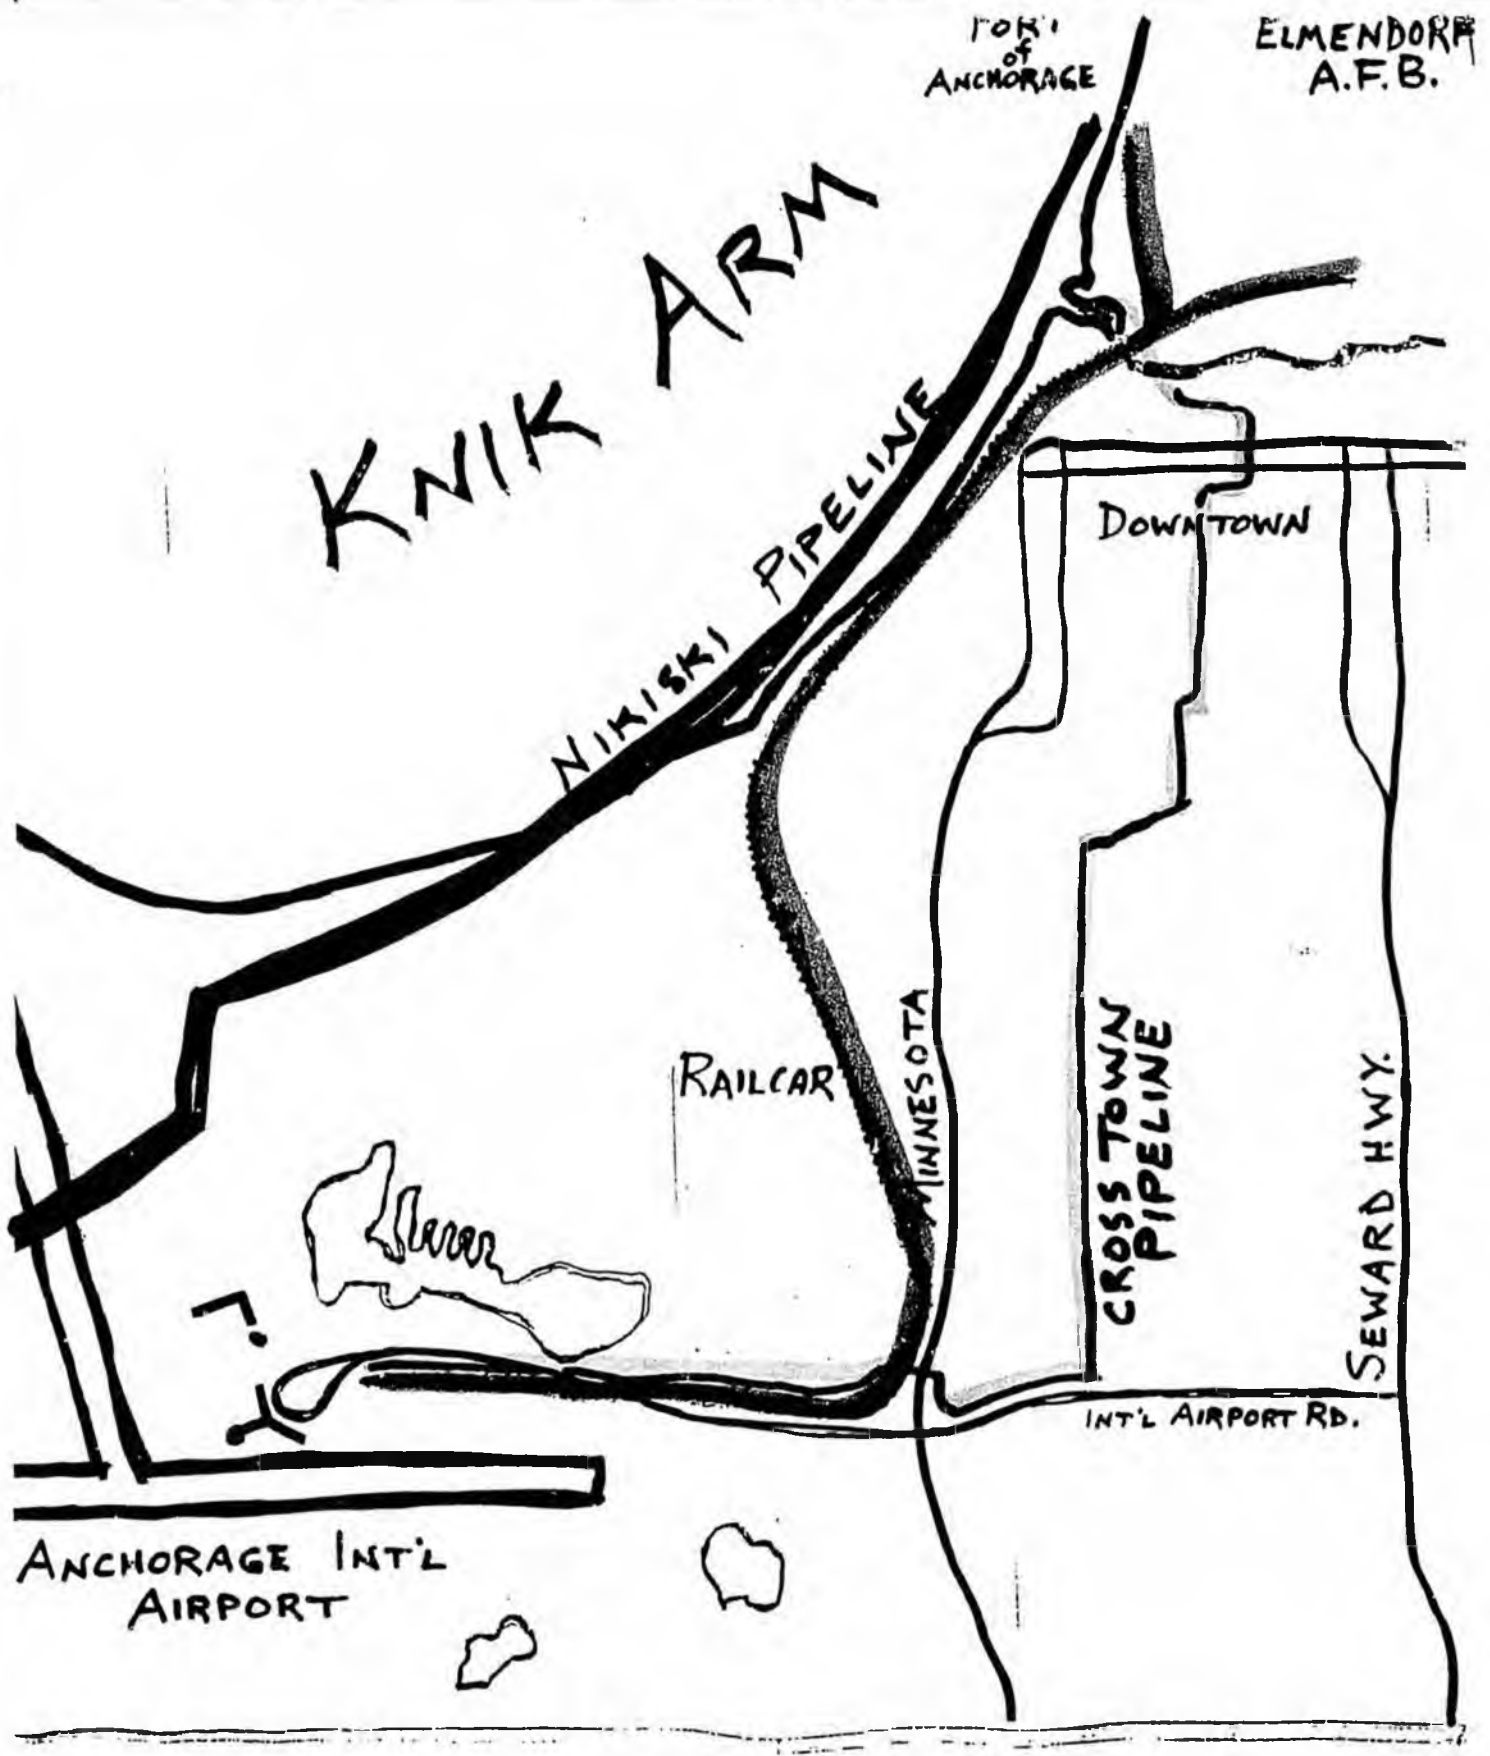 PORT
of
ANCHORAGE
ELMENDORF
A.F.B.
KNIK ARM
NIKISKI PIPELINE
DOWNTOWN
RAILCAR
MINNESOTA
CROSS TOWN
PIPELINE
SEWARD HWY.
INT'L AIRPORT RD.
ANCHORAGE INT'L
AIRPORT